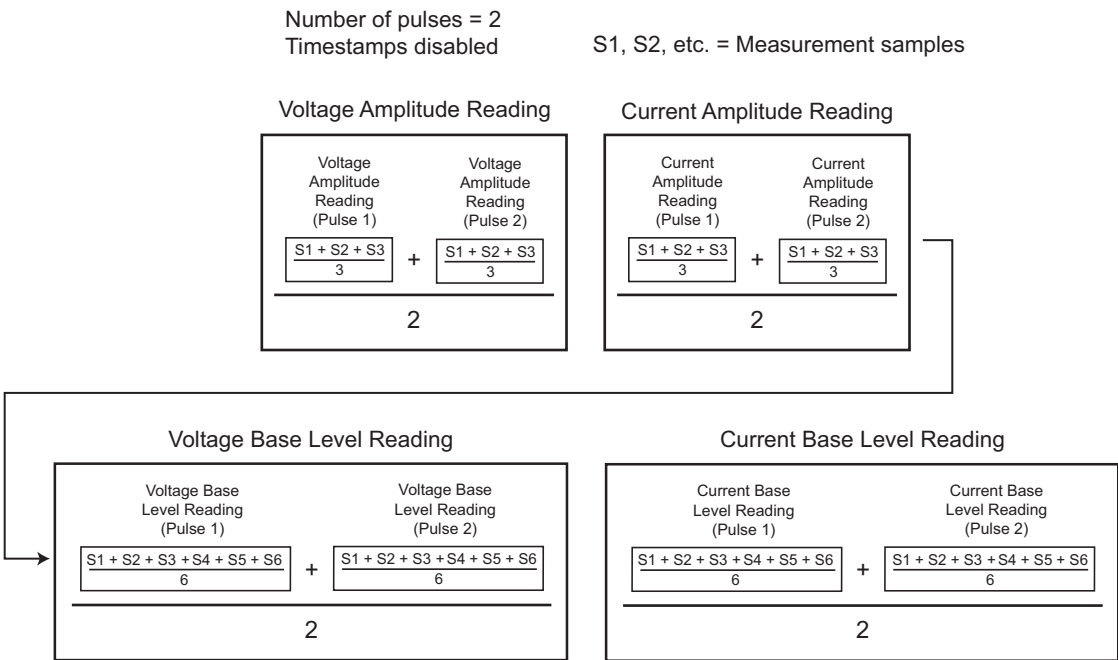 Number of pulses = 2
Timestamps disabled
S1, S2, etc. = Measurement samples
Voltage Amplitude Reading
Voltage
Amplitude
Reading
(Pulse 1)
S1 + S2 + S3
3
+
Voltage
Amplitude
Reading
(Pulse 2)
S1 + S2 + S3
3
2
Current Amplitude Reading
Current
Amplitude
Reading
(Pulse 1)
S1 + S2 + S3
3
+
Current
Amplitude
Reading
(Pulse 2)
S1 + S2 + S3
3
2
Voltage Base Level Reading
Voltage Base
Level Reading
(Pulse 1)
S1 + S2 + S3 +S4 + S5 + S6
6
+
Voltage Base
Level Reading
(Pulse 2)
S1 + S2 + S3 +S4 + S5 + S6
6
2
Current Base Level Reading
Current Base
Level Reading
(Pulse 1)
S1 + S2 + S3 +S4 + S5 + S6
6
+
Current Base
Level Reading
(Pulse 2)
S1 + S2 + S3 +S4 + S5 + S6
6
2